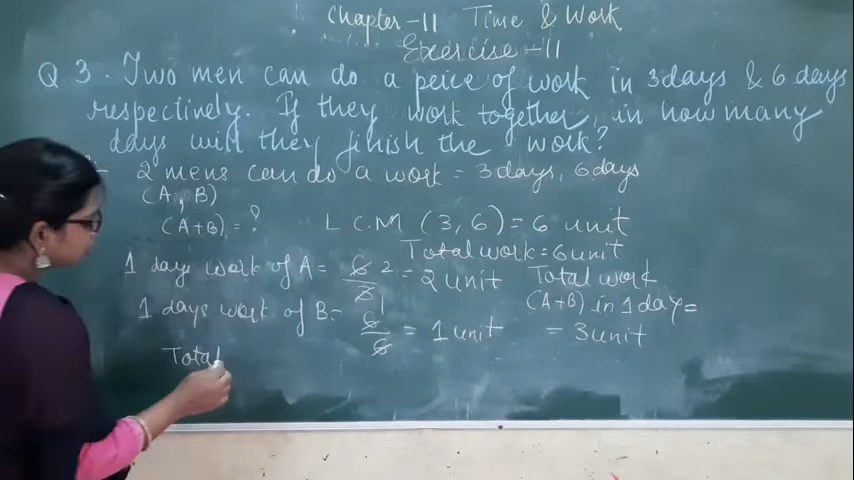 Chapter-11 Time & Work
Exercise-11
Q 3. Two men can do a peice of work in 3days & 6 days
respectively. If they work together, in how many
days will they finish the work?
2 mens can do a work = 3days, 6days
(A, B)
(A+B) = ? L.C.M (3, 6) = 6 unit
Total work = 6unit
1 days work of A = 6/3 2 = 2 unit Total work
(A+B) in 1 day =
1 days work of B = 6/6 1 = 1 unit = 3unit
Total